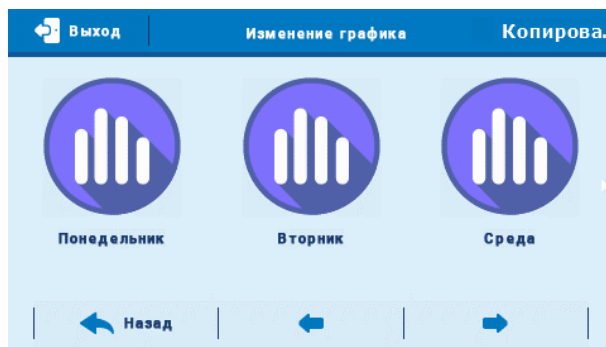 Выход
Изменение графика
Копирова.
Понедельник
Вторник
Среда
Назад